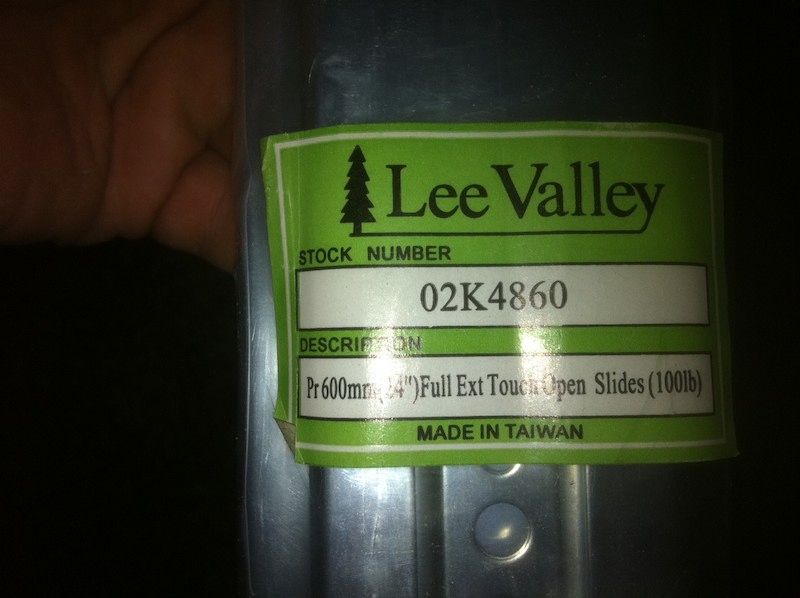 Lee Valley
STOCK NUMBER
02K4860
DESCRIPTION
Pr 600mm(24")Full Ext Touch Open Slides (100lb)
MADE IN TAIWAN